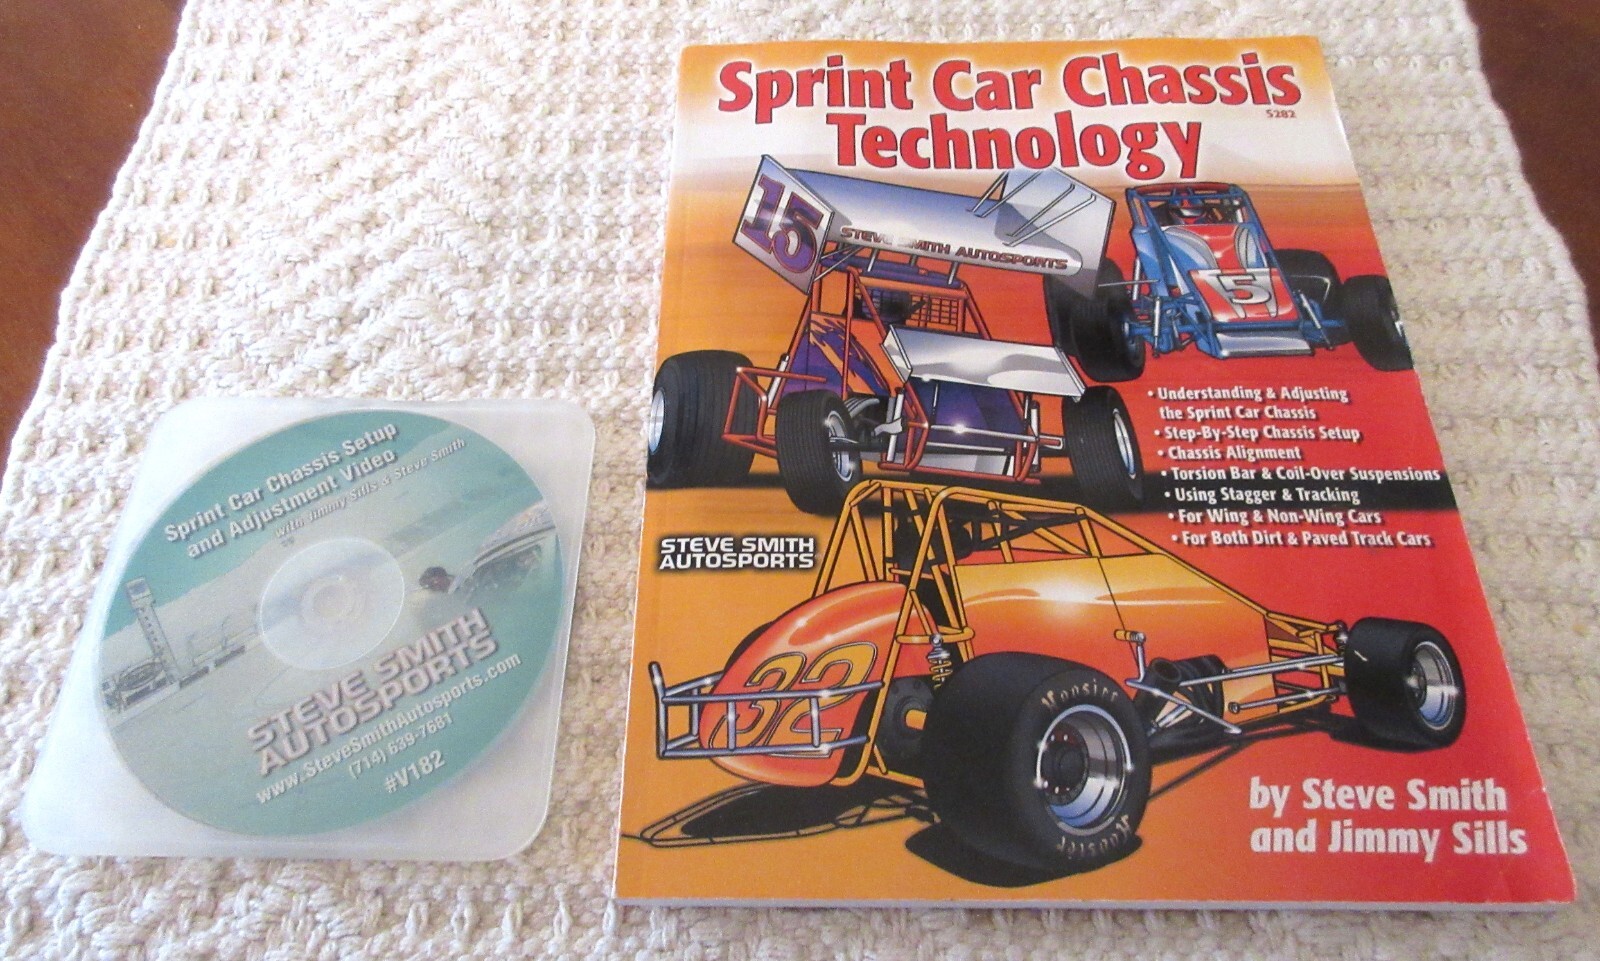 Sprint Car Chassis Setup
and Adjustment Video
with Jimmy Sills & Steve Smith
STEVE SMITH
AUTOSPORTS
www.SteveSmithAutosports.com
(714) 639-7681
#V182
Sprint Car Chassis
Technology
S282
15
STEVE SMITH AUTOSPORTS
5
• Understanding & Adjusting
the Sprint Car Chassis
• Step-By-Step Chassis Setup
• Chassis Alignment
• Torsion Bar & Coil-Over Suspensions
• Using Stagger & Tracking
• For Wing & Non-Wing Cars
• For Both Dirt & Paved Track Cars
STEVE SMITH
AUTOSPORTS
32
Hoosier
Hoosier
by Steve Smith
and Jimmy Sills